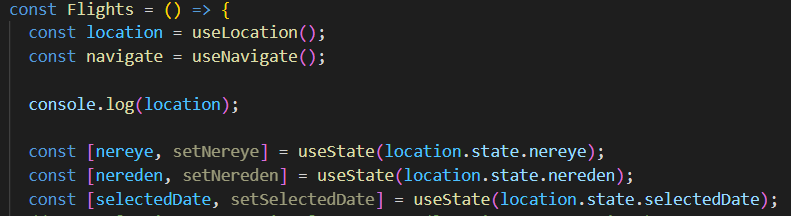 const Flights = () => {
const location = useLocation();
const navigate = useNavigate();
console.log(location);
const [nereye, setNereye] = useState(location.state.nereye);
const [nereden, setNereden] = useState(location.state.nereden);
const [selectedDate, setSelectedDate] = useState(location.state.selectedDate);